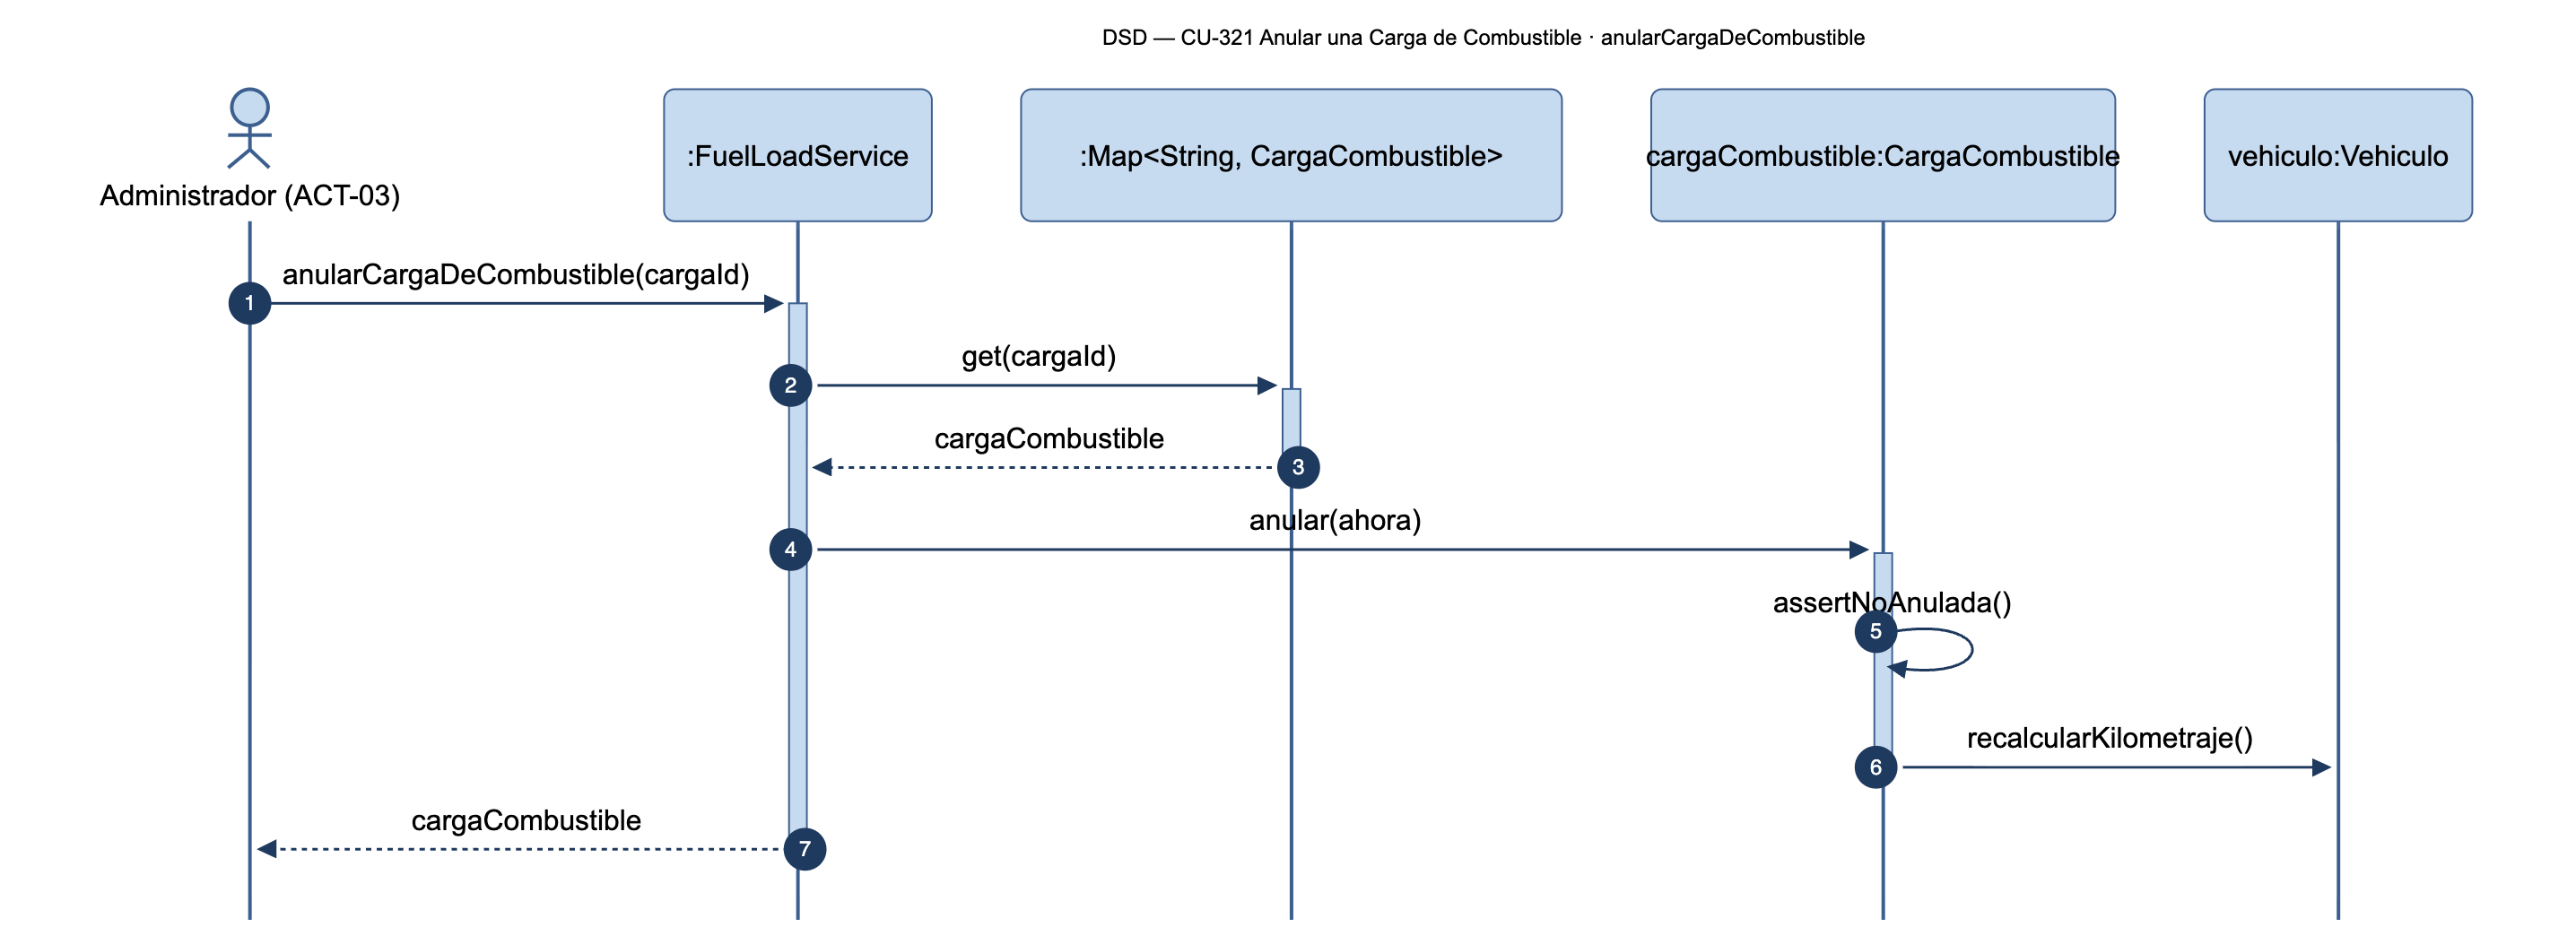 DSD — CU-321 Anular una Carga de Combustible · anularCargaDeCombustible
Administrador (ACT-03)
:FuelLoadService
:Map<String, CargaCombustible>
cargaCombustible:CargaCombustible
vehiculo:Vehiculo
anularCargaDeCombustible(cargaId)
1
get(cargaId)
2
cargaCombustible
3
anular(ahora)
4
assertNoAnulada()
5
recalcularKilometraje()
6
cargaCombustible
7